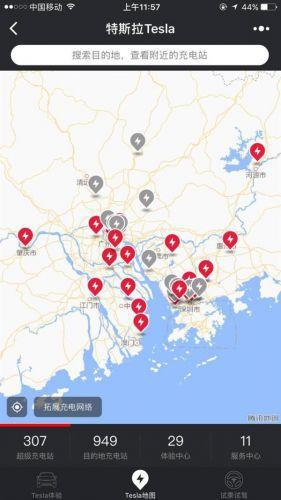 中国移动
上午11:57
特斯拉Tesla
搜索目的地，查看附近的充电站
河源市
清远
广州
肇庆市
惠
莞市
江门市
中
深圳市
澳门
腾讯地图
拓展充电网络
307
949
29
11
超级充电站
目的地充电站
体验中心
服务中心
Tesla体验
Tesla地图
试乘试驾